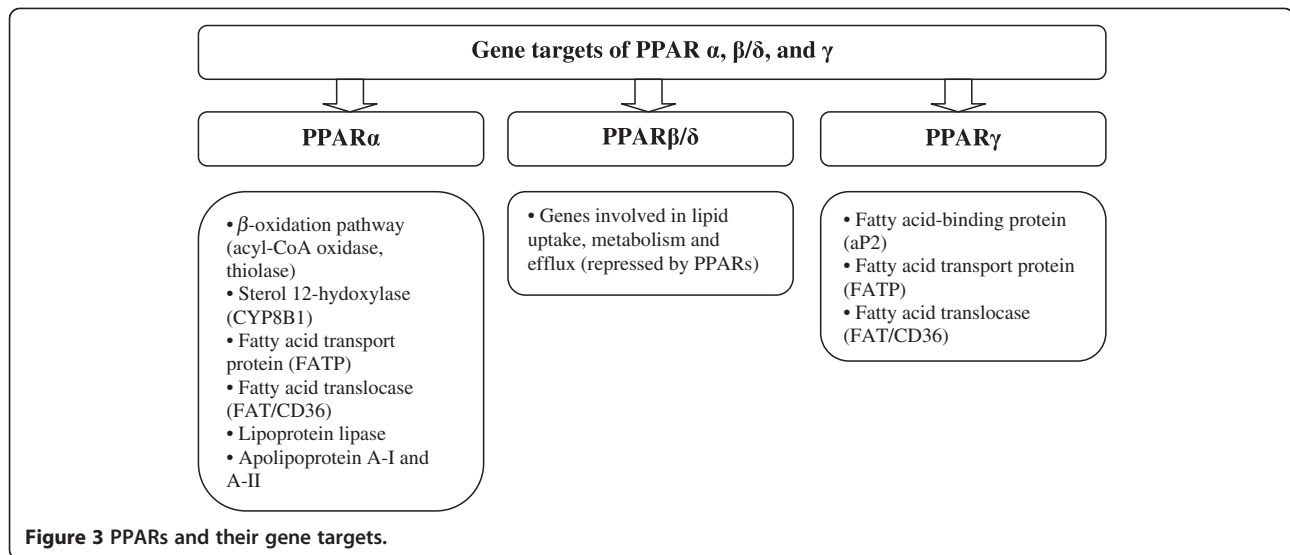 Gene targets of PPAR α, β/δ, and γ
PPARα
PPARβ/δ
PPARγ
• β-oxidation pathway
(acyl-CoA oxidase,
thiolase)
• Sterol 12-hydoxylase
(CYP8B1)
• Fatty acid transport
protein (FATP)
• Fatty acid translocase
(FAT/CD36)
• Lipoprotein lipase
• Apolipoprotein A-I and
A-II
• Genes involved in lipid
uptake, metabolism and
efflux (repressed by PPARs)
• Fatty acid-binding protein
(aP2)
• Fatty acid transport protein
(FATP)
• Fatty acid translocase
(FAT/CD36)
Figure 3 PPARs and their gene targets.